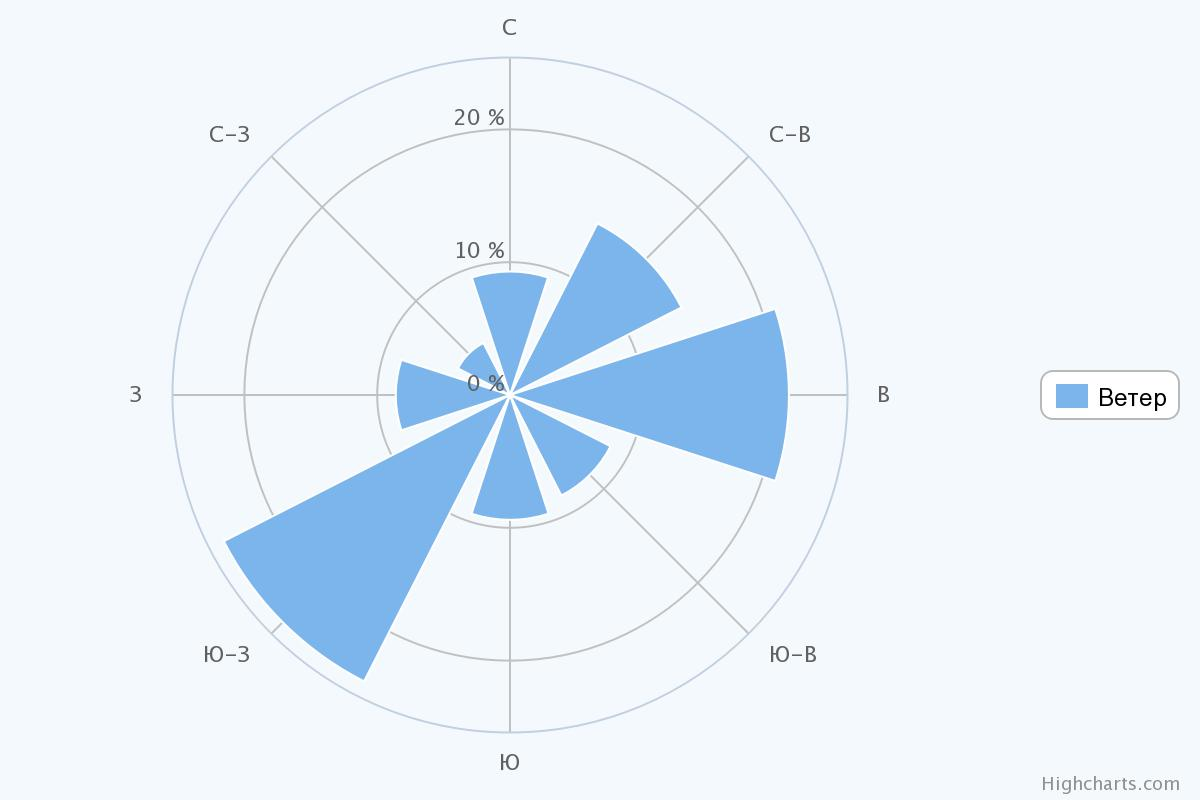 С
20 %
С-З
С-В
10 %
0 %
З
В
Ветер
Ю-З
Ю-В
Ю
Highcharts.com